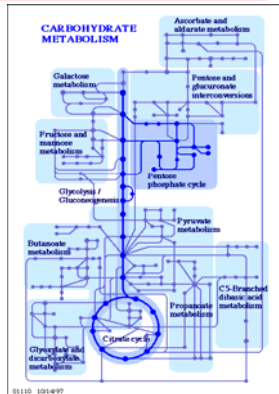 CARBOHYDRATE
METABOLISM
Ascorbate and
aldarate metabolism
Galactose
metabolism
Pentose and
glucuronate
interconversions
Fructose and
mannose
metabolism
Pentose
phosphate cycle
Glycolysis /
Gluconeogenesis
Pyruvate
metabolism
Butanoate
metabolism
C5-Branched
dibasic acid
metabolism
Propanoate
metabolism
Citrate cycle
Glyoxylate and
dicarboxylate
metabolism
01110 10/14/97